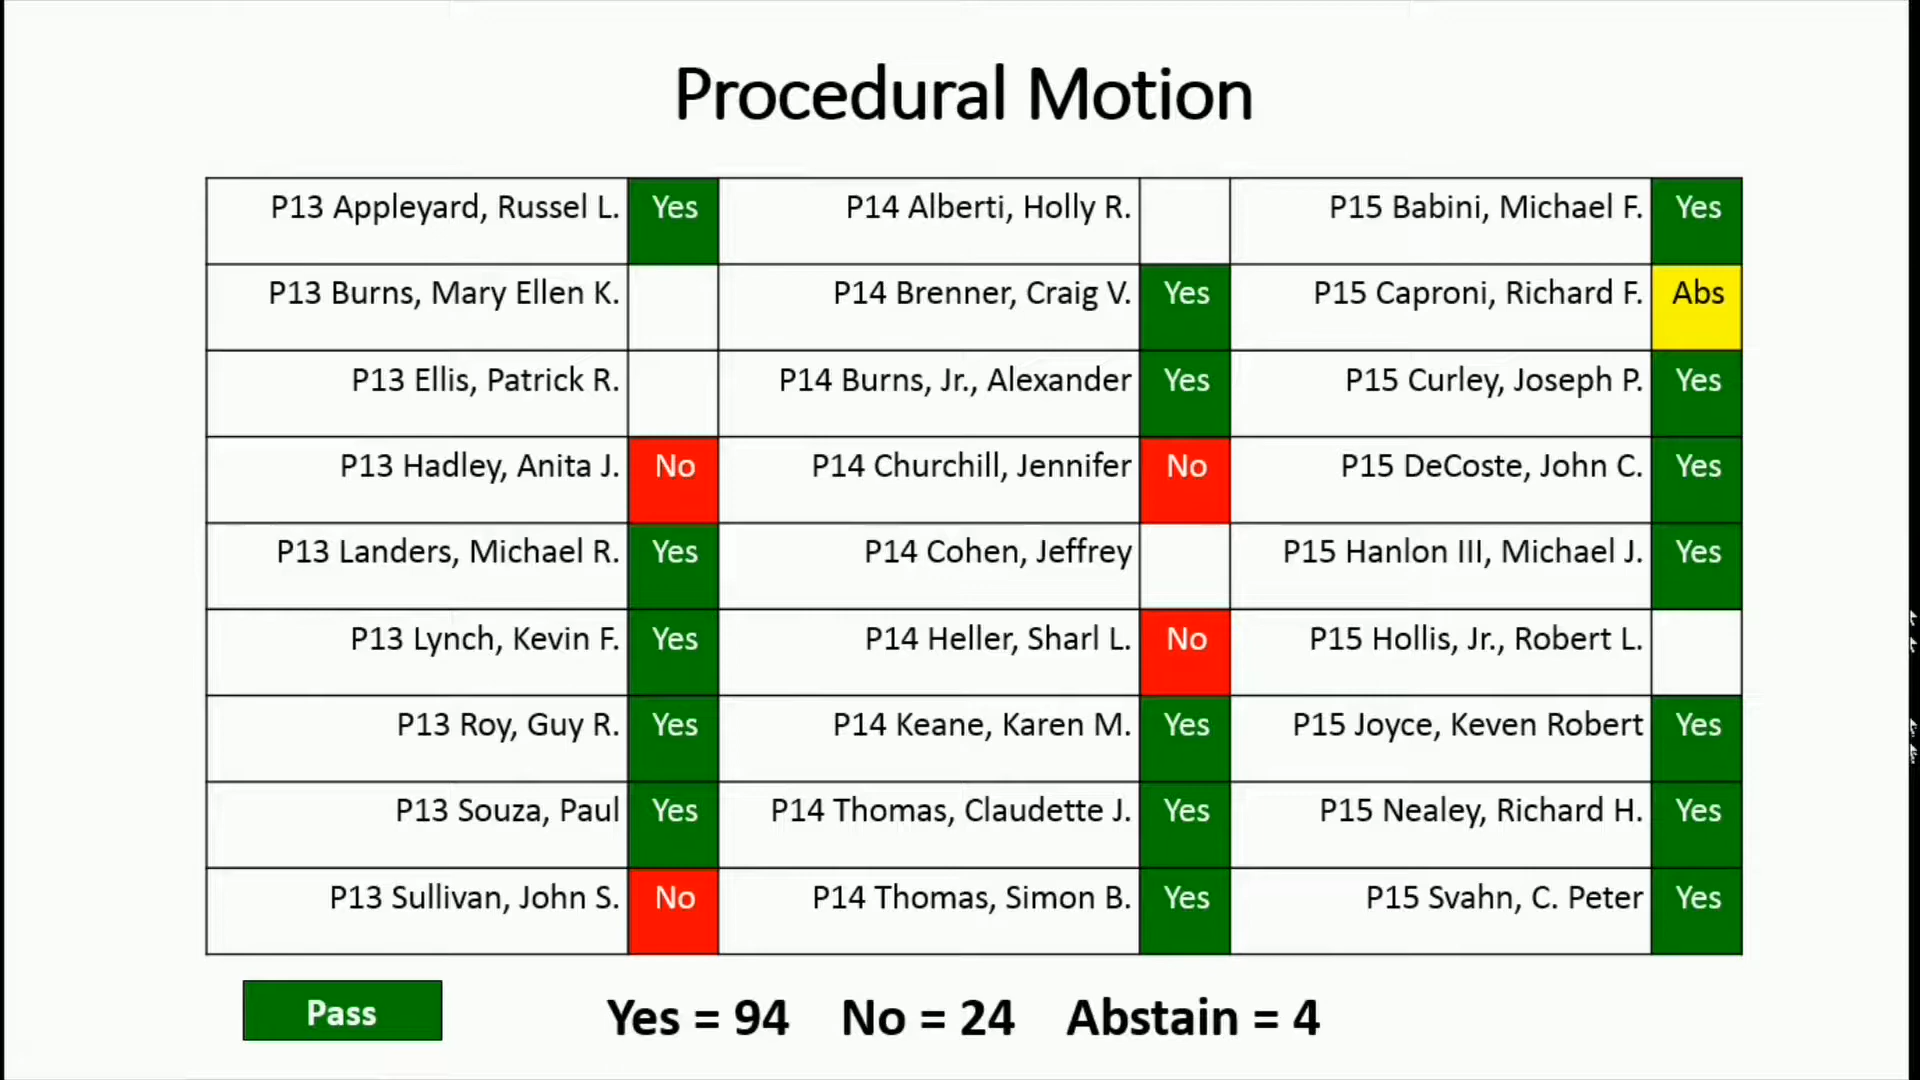 Procedural Motion
P13 Appleyard, Russel L. Yes P14 Alberti, Holly R. P15 Babini, Michael F. Yes
P13 Burns, Mary Ellen K. P14 Brenner, Craig V. Yes P15 Caproni, Richard F. Abs
P13 Ellis, Patrick R. P14 Burns, Jr., Alexander Yes P15 Curley, Joseph P. Yes
P13 Hadley, Anita J. No P14 Churchill, Jennifer No P15 DeCoste, John C. Yes
P13 Landers, Michael R. Yes P14 Cohen, Jeffrey P15 Hanlon III, Michael J. Yes
P13 Lynch, Kevin F. Yes P14 Heller, Sharl L. No P15 Hollis, Jr., Robert L.
P13 Roy, Guy R. Yes P14 Keane, Karen M. Yes P15 Joyce, Keven Robert Yes
P13 Souza, Paul Yes P14 Thomas, Claudette J. Yes P15 Nealey, Richard H. Yes
P13 Sullivan, John S. No P14 Thomas, Simon B. Yes P15 Svahn, C. Peter Yes
Pass Yes = 94 No = 24 Abstain = 4